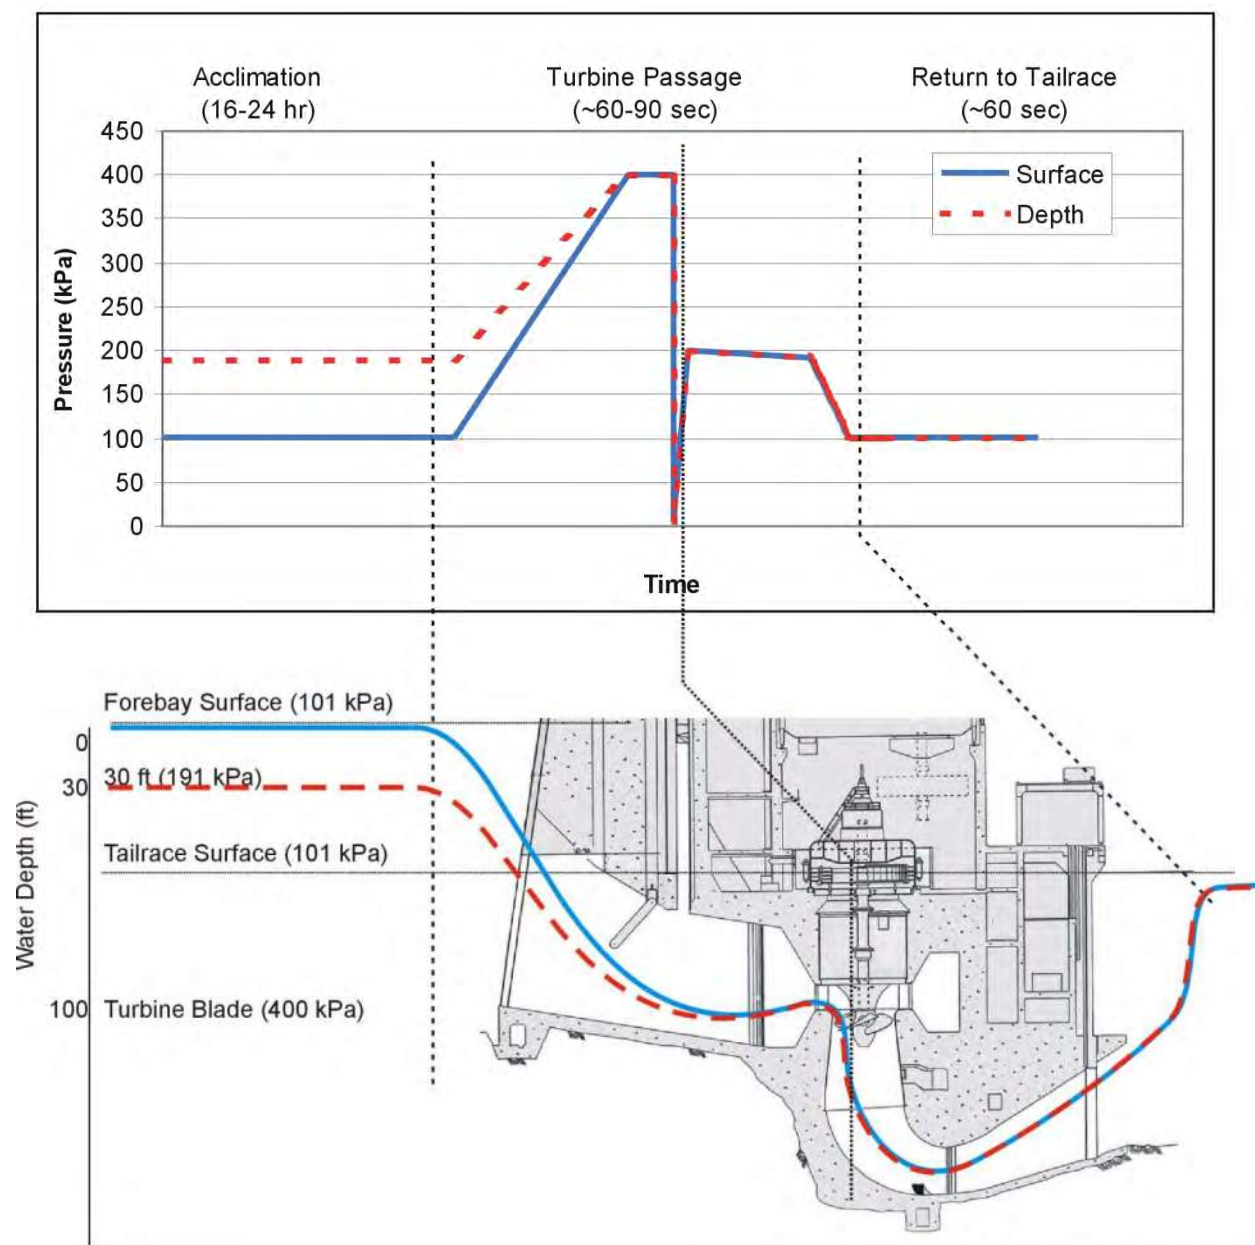 Acclimation
(16-24 hr)
Turbine Passage
(~60-90 sec)
Return to Tailrace
(~60 sec)
450
400
350
300
250
200
150
100
50
0
Pressure (kPa)
Surface
Depth
Time
Forebay Surface (101 kPa)
0
30 ft (191 kPa)
30
Tailrace Surface (101 kPa)
Water Depth (ft)
100
Turbine Blade (400 kPa)